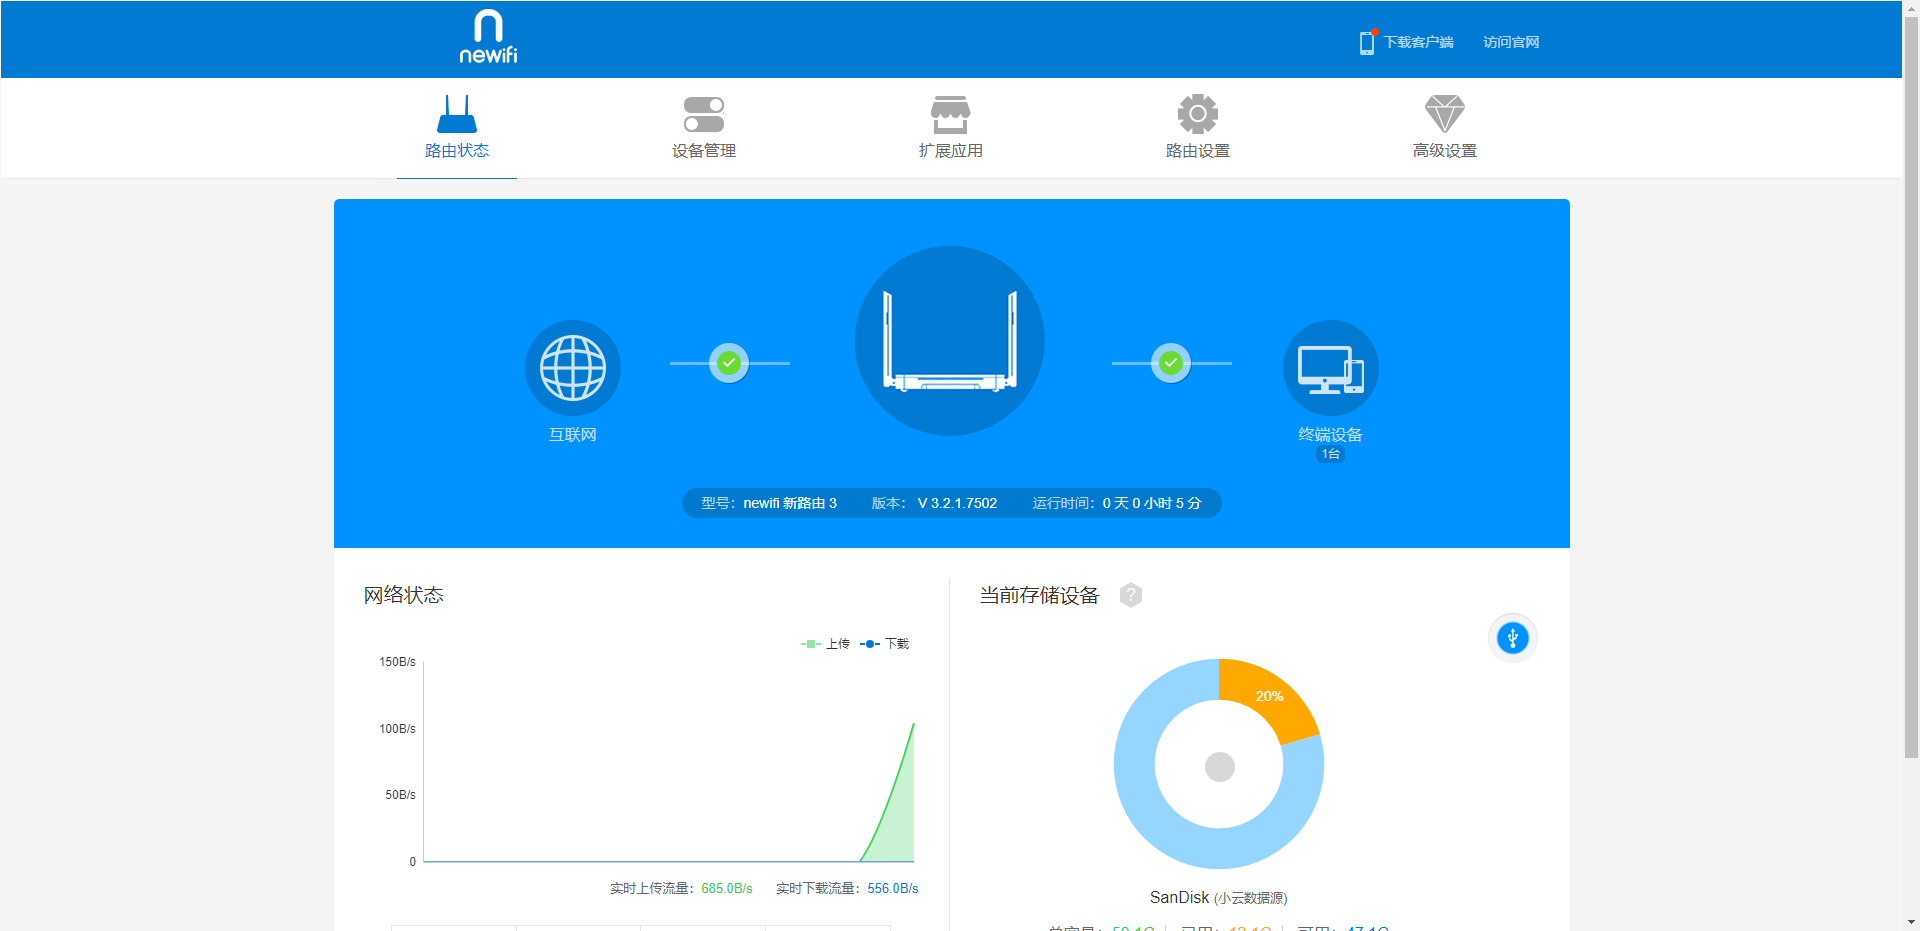 newifi
下载客户端 访问官网
路由状态 设备管理 扩展应用 路由设置 高级设置
互联网
终端设备
1台
型号：newifi 新路由 3 版本： V 3.2.1.7502 运行时间：0 天 0 小时 5 分
网络状态
上传 下载
150B/s
100B/s
50B/s
0
实时上传流量：685.0B/s 实时下载流量：556.0B/s
当前存储设备 ?
20%
SanDisk (小云数据源)